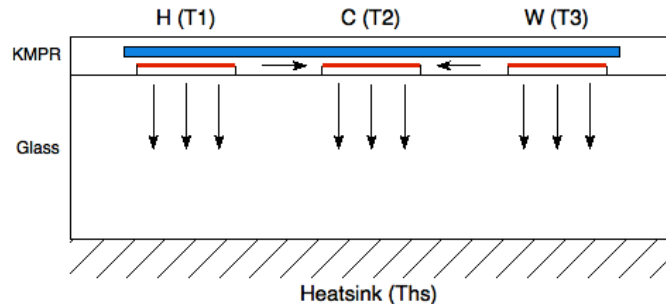 H (T1) C (T2) W (T3)
KMPR
Glass
Heatsink (Ths)